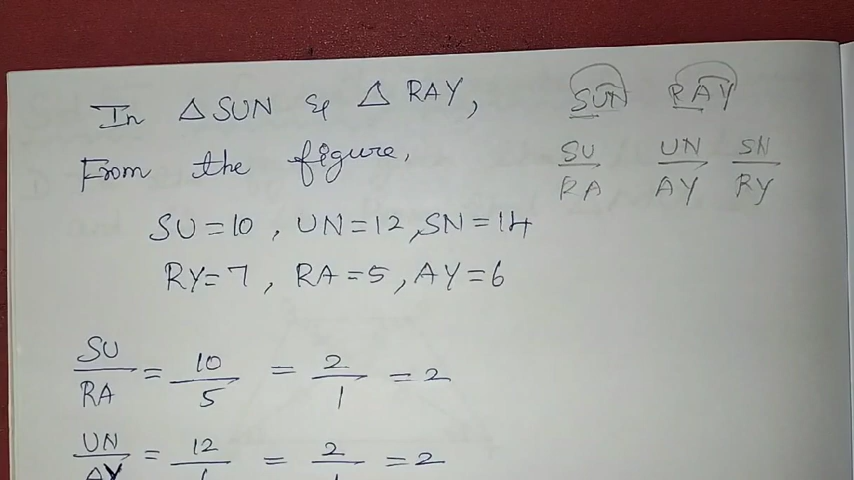 In △ SUN & △ RAY,
From the figure,
SU=10, UN=12, SN=14
RY=7, RA=5, AY=6
SU/RA = 10/5 = 2/1 = 2
UN/AY = 12/ = 2/ = 2
SUN RAY
SU/RA UN/AY SN/RY